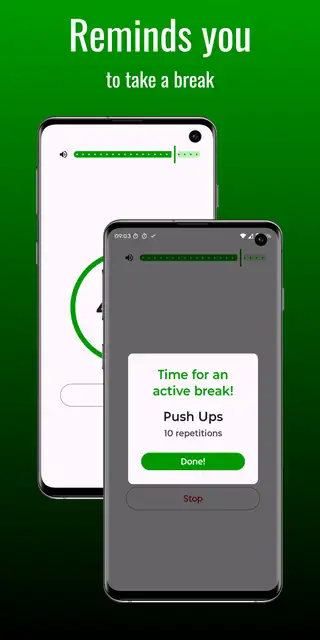 Reminds you
to take a break
09:03
Time for an
active break!
Push Ups
10 repetitions
Done!
Stop